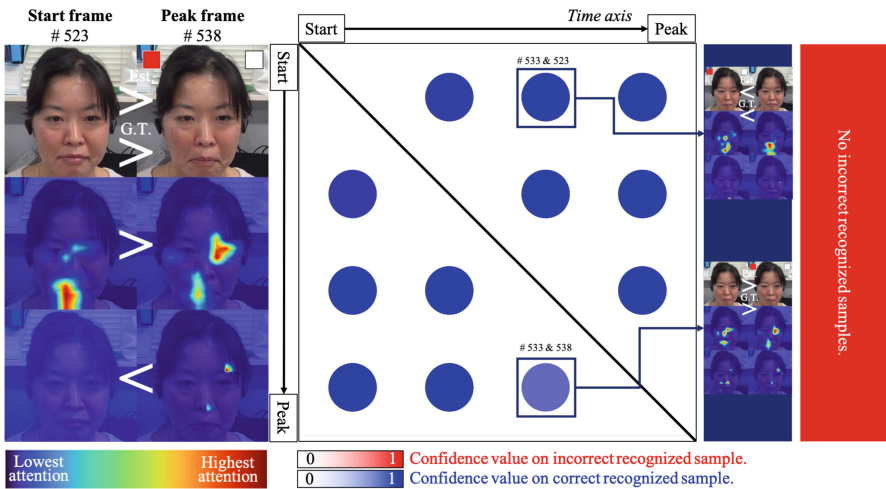 Start frame
# 523
Peak frame
# 538
Est.
>
G.T.
>
>
<
Lowest
attention
Highest
attention
Start
Time axis
Peak
Start
Peak
# 533 & 523
# 533 & 538
G.T.
G.T.
No incorrect recognized samples.
0 1 Confidence value on incorrect recognized sample.
0 1 Confidence value on correct recognized sample.